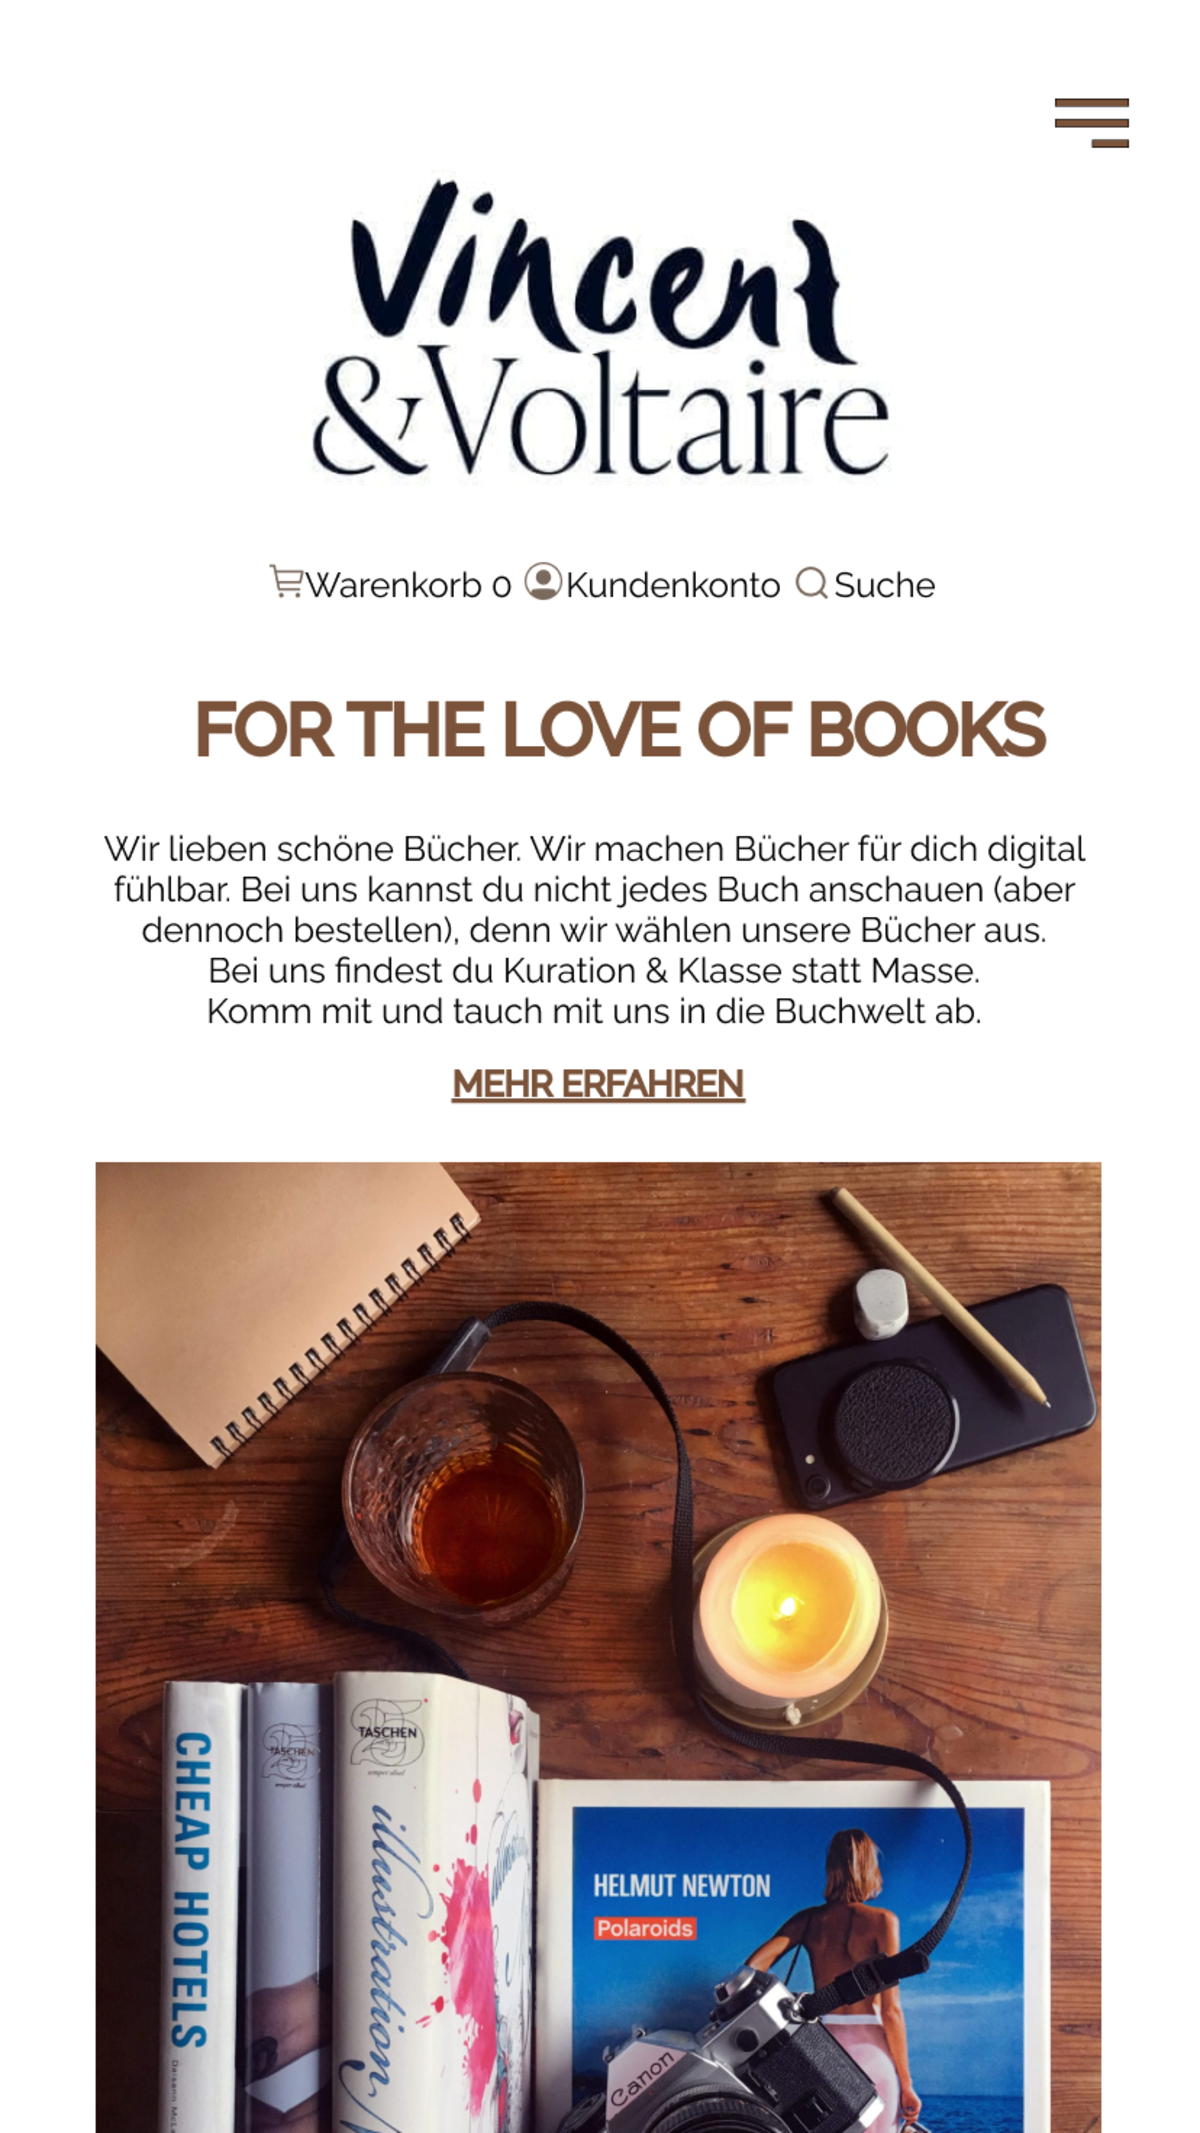 Vincent
&Voltaire
Warenkorb 0 Kundenkonto Suche
FOR THE LOVE OF BOOKS
Wir lieben schöne Bücher. Wir machen Bücher für dich digital
fühlbar. Bei uns kannst du nicht jedes Buch anschauen (aber
dennoch bestellen), denn wir wählen unsere Bücher aus.
Bei uns findest du Kuration & Klasse statt Masse.
Komm mit und tauch mit uns in die Buchwelt ab.
MEHR ERFAHREN
CHEAP HOTELS
TASCHEN
25
TASCHEN
25
illustration
HELMUT NEWTON
Polaroids
Canon